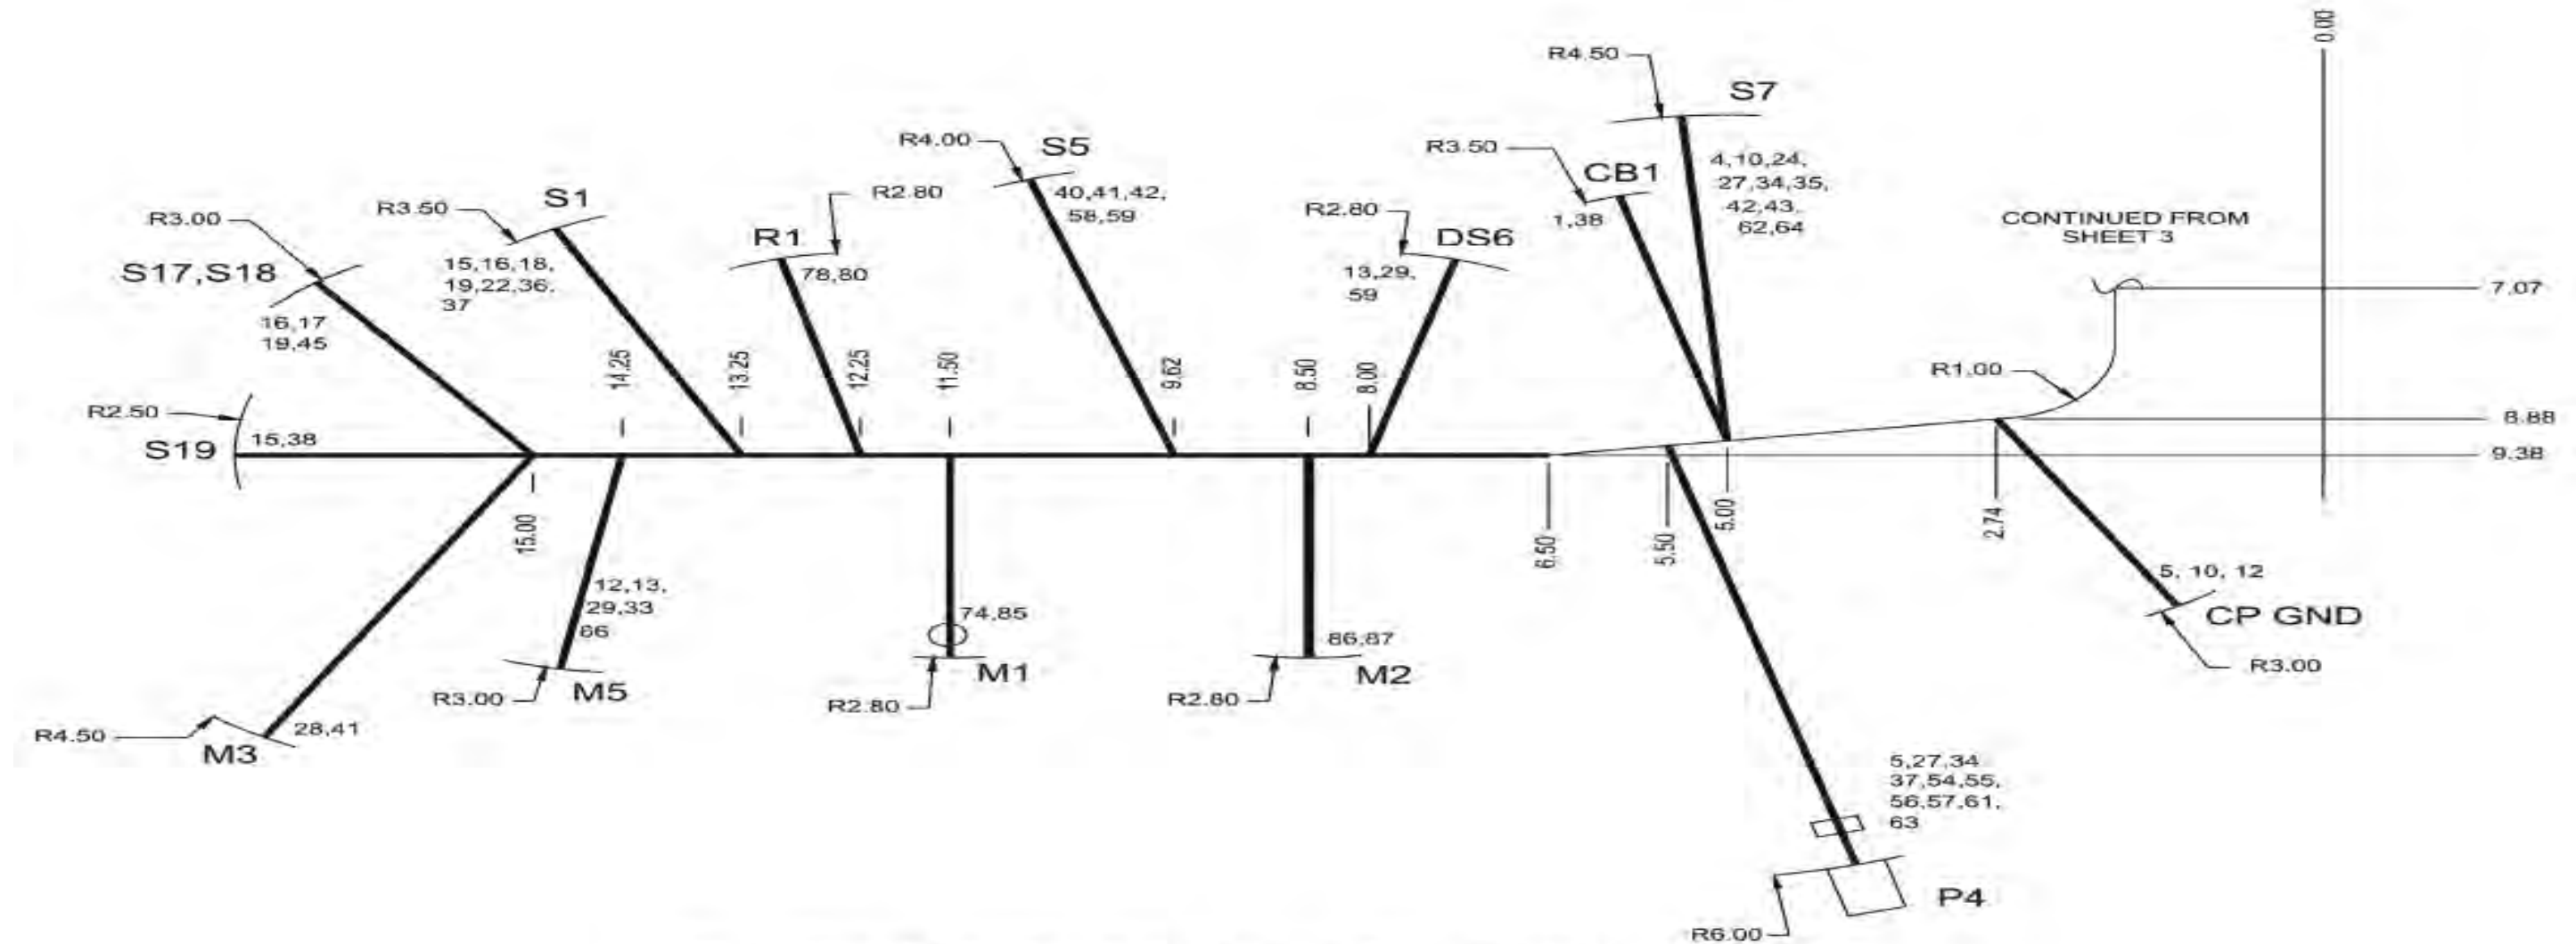 0.00
R4.50
S7
R3.50
CB1
1,38
4,10,24,
27,34,35,
42,43,
62,64
R4.00
S5
40,41,42,
58,59
R2.80
DS6
13,29,
59
R2.80
R1
78,80
R3.50
S1
15,16,18,
19,22,36,
37
R3.00
S17,S18
16,17
19,45
R2.50
S19
15,38
CONTINUED FROM
SHEET 3
7.07
R1.00
8.88
9.38
14.25
13.25
12.25
11.50
9.62
8.50
8.00
15.00
6.50
5.50
5.00
2.74
5, 10, 12
CP GND
R3.00
12,13,
29,33
66
R3.00
M5
74,85
M1
R2.80
86,87
M2
R2.80
R4.50
28,41
M3
5,27,34
37,54,55,
56,57,61,
63
P4
R6.00